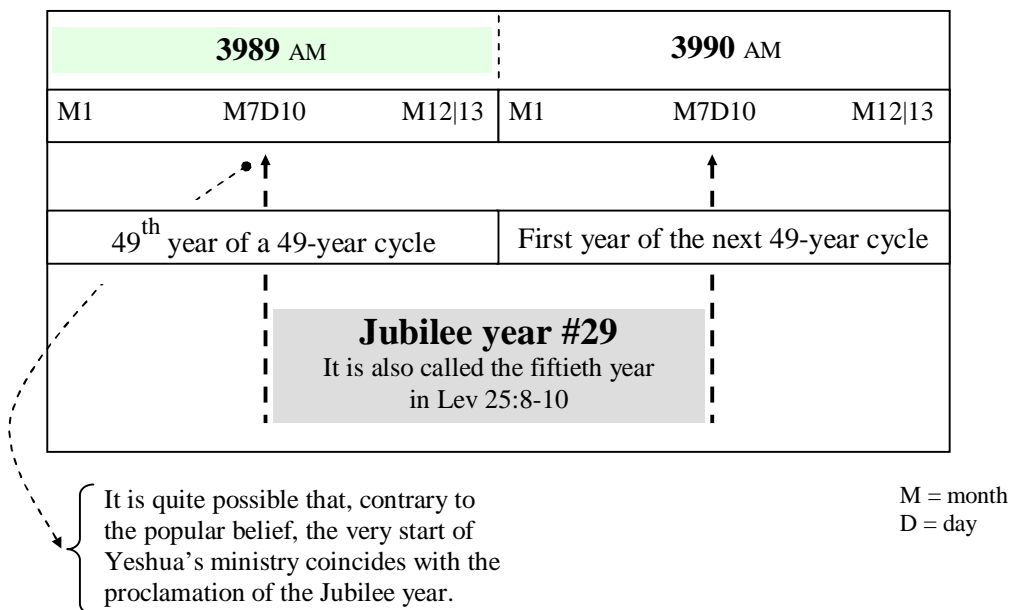 3989 AM 3990 AM
M1 M7D10 M12|13 M1 M7D10 M12|13
49th year of a 49-year cycle First year of the next 49-year cycle
Jubilee year #29
It is also called the fiftieth year
in Lev 25:8-10
It is quite possible that, contrary to
the popular belief, the very start of
Yeshua’s ministry coincides with the
proclamation of the Jubilee year.
M = month
D = day